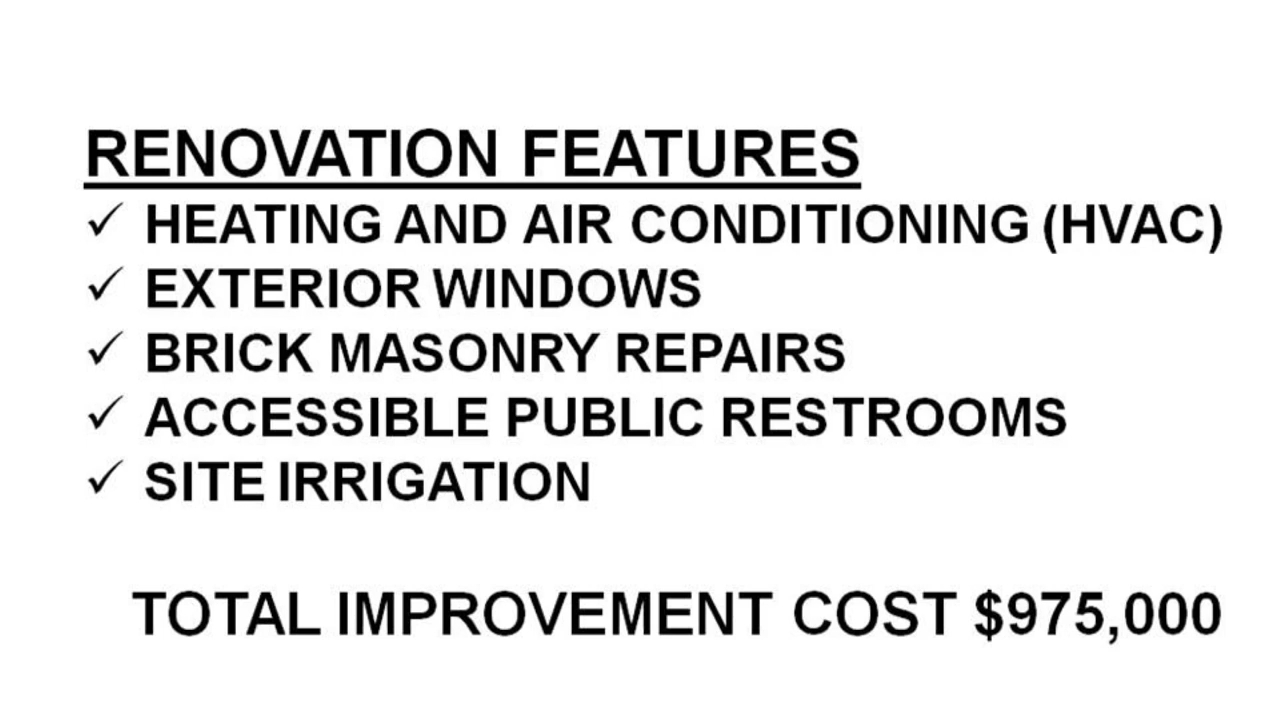 RENOVATION FEATURES
✓ HEATING AND AIR CONDITIONING (HVAC)
✓ EXTERIOR WINDOWS
✓ BRICK MASONRY REPAIRS
✓ ACCESSIBLE PUBLIC RESTROOMS
✓ SITE IRRIGATION
TOTAL IMPROVEMENT COST $975,000